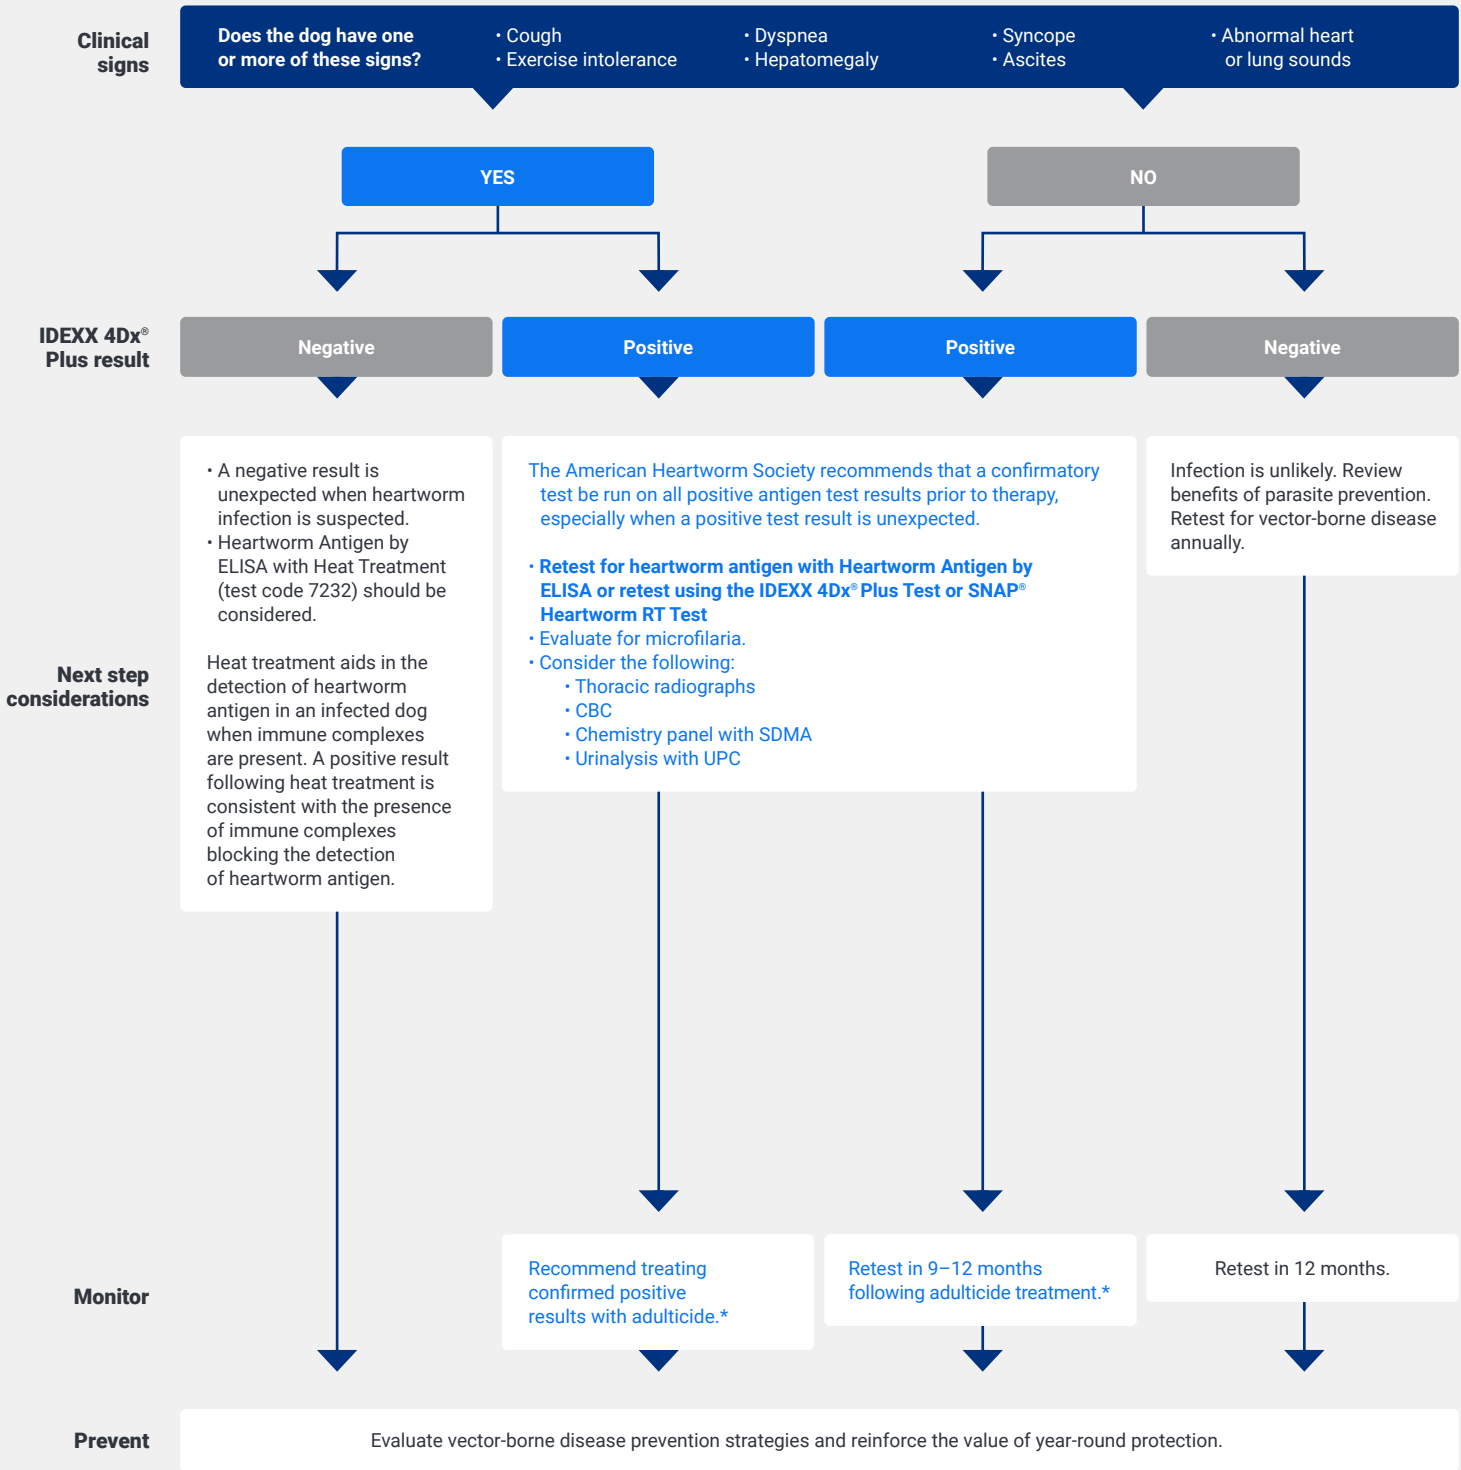 Clinical
signs
Does the dog have one
or more of these signs?
• Cough
• Exercise intolerance
• Dyspnea
• Hepatomegaly
• Syncope
• Ascites
• Abnormal heart
or lung sounds
YES
NO
IDEXX 4Dx®
Plus result
Negative
Positive
Positive
Negative
Next step
considerations
• A negative result is
unexpected when heartworm
infection is suspected.
• Heartworm Antigen by
ELISA with Heat Treatment
(test code 7232) should be
considered.
Heat treatment aids in the
detection of heartworm
antigen in an infected dog
when immune complexes
are present. A positive result
following heat treatment is
consistent with the presence
of immune complexes
blocking the detection
of heartworm antigen.
The American Heartworm Society recommends that a confirmatory
test be run on all positive antigen test results prior to therapy,
especially when a positive test result is unexpected.
• Retest for heartworm antigen with Heartworm Antigen by
ELISA or retest using the IDEXX 4Dx® Plus Test or SNAP®
Heartworm RT Test
• Evaluate for microfilaria.
• Consider the following:
• Thoracic radiographs
• CBC
• Chemistry panel with SDMA
• Urinalysis with UPC
Infection is unlikely. Review
benefits of parasite prevention.
Retest for vector-borne disease
annually.
Monitor
Recommend treating
confirmed positive
results with adulticide.*
Retest in 9–12 months
following adulticide treatment.*
Retest in 12 months.
Prevent
Evaluate vector-borne disease prevention strategies and reinforce the value of year-round protection.